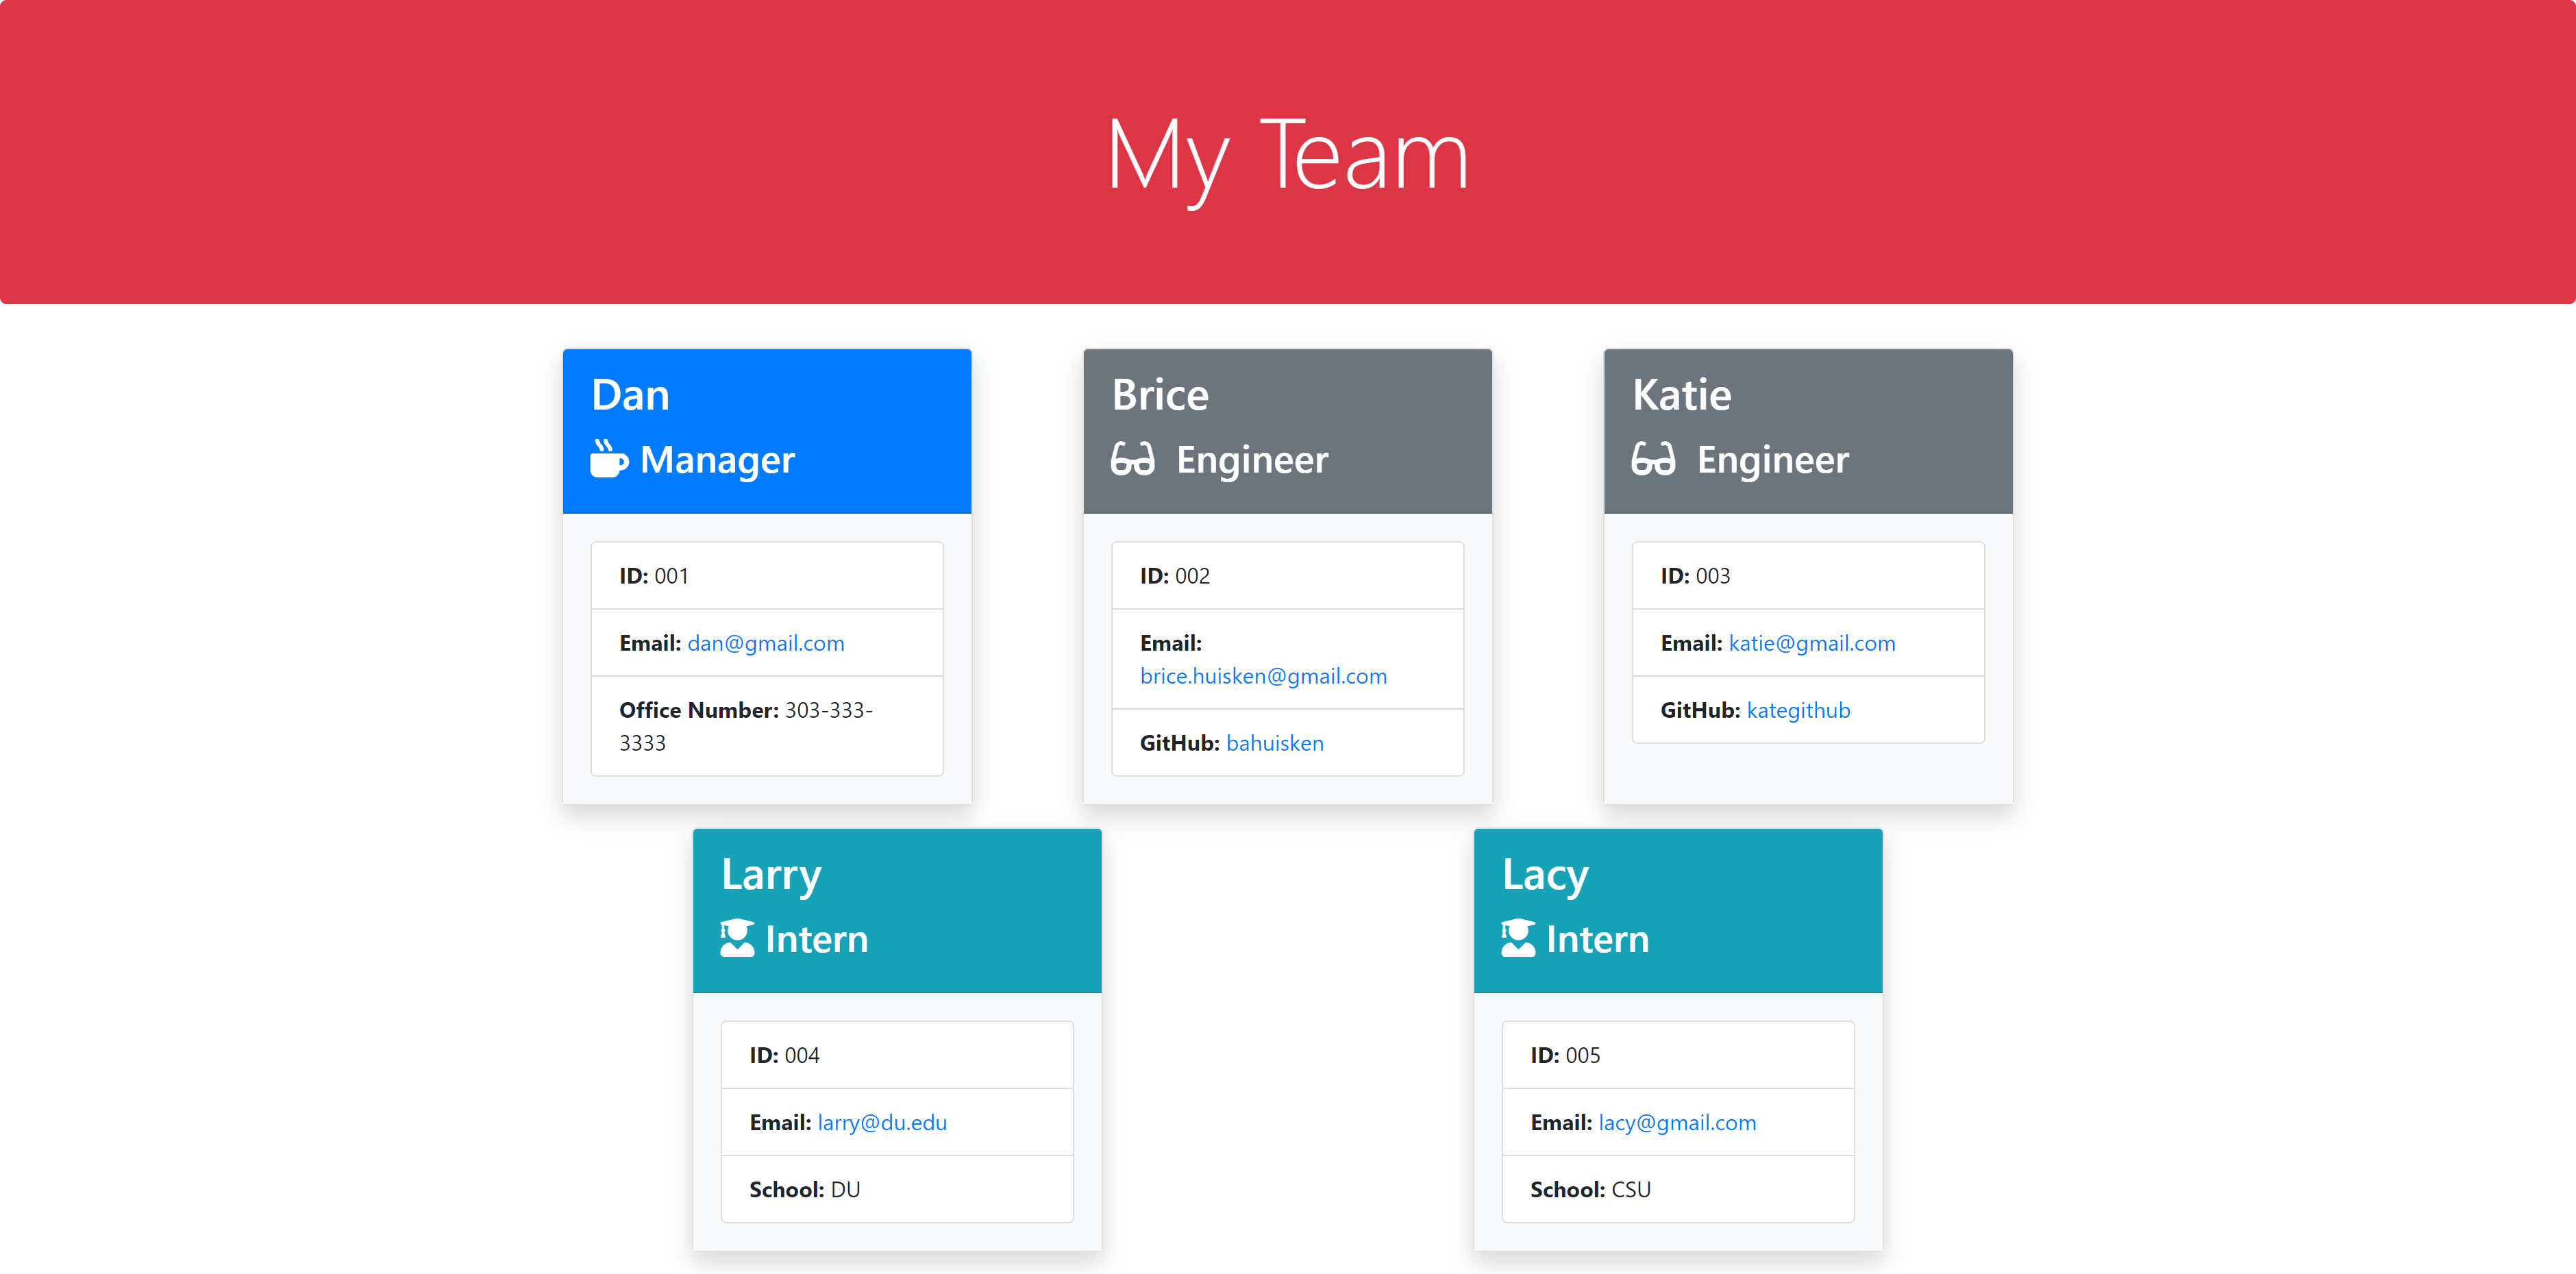 My Team
Dan
Manager
ID: 001
Email: dan@gmail.com
Office Number: 303-333-
3333
Brice
Engineer
ID: 002
Email:
brice.huisken@gmail.com
GitHub: bahuisken
Katie
Engineer
ID: 003
Email: katie@gmail.com
GitHub: kategithub
Larry
Intern
ID: 004
Email: larry@du.edu
School: DU
Lacy
Intern
ID: 005
Email: lacy@gmail.com
School: CSU